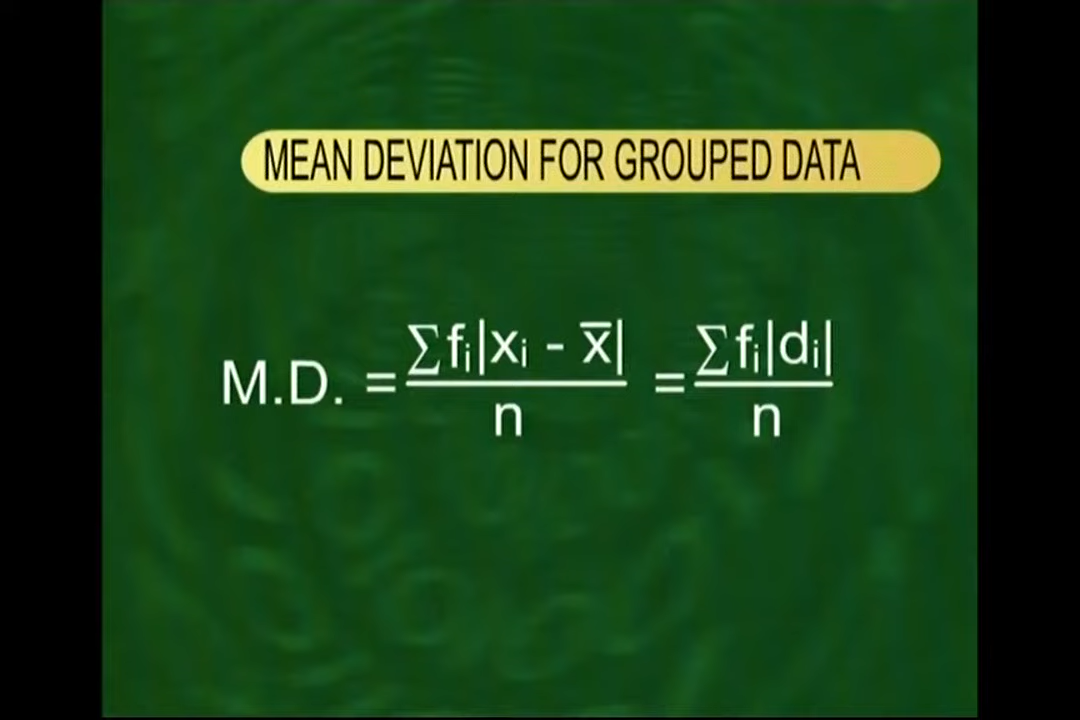 MEAN DEVIATION FOR GROUPED DATA
M.D. = ∑fᵢ|xᵢ - x̅| / n = ∑fᵢ|dᵢ| / n